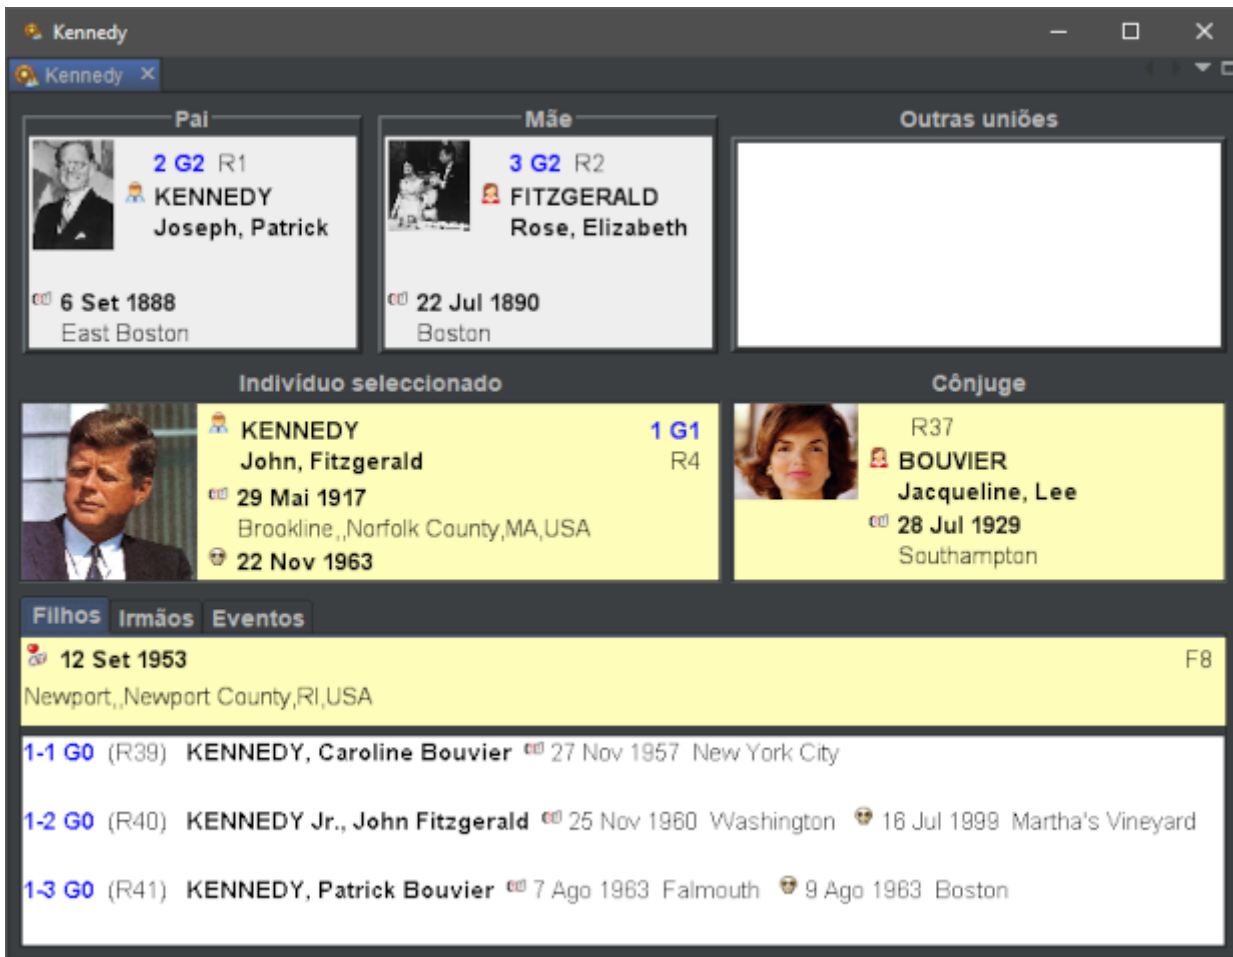 Kennedy
Kennedy
Pai
2 G2 R1
KENNEDY
Joseph, Patrick
6 Set 1888
East Boston
Mãe
3 G2 R2
FITZGERALD
Rose, Elizabeth
22 Jul 1890
Boston
Outras uniões
Indivíduo seleccionado
KENNEDY 1 G1
John, Fitzgerald R4
29 Mai 1917
Brookline,,Norfolk County,MA,USA
22 Nov 1963
Cônjuge
R37
BOUVIER
Jacqueline, Lee
28 Jul 1929
Southampton
Filhos Irmãos Eventos
12 Set 1953 F8
Newport,,Newport County,RI,USA
1-1 G0 (R39) KENNEDY, Caroline Bouvier 27 Nov 1957 New York City
1-2 G0 (R40) KENNEDY Jr., John Fitzgerald 25 Nov 1960 Washington 16 Jul 1999 Martha's Vineyard
1-3 G0 (R41) KENNEDY, Patrick Bouvier 7 Ago 1963 Falmouth 9 Ago 1963 Boston